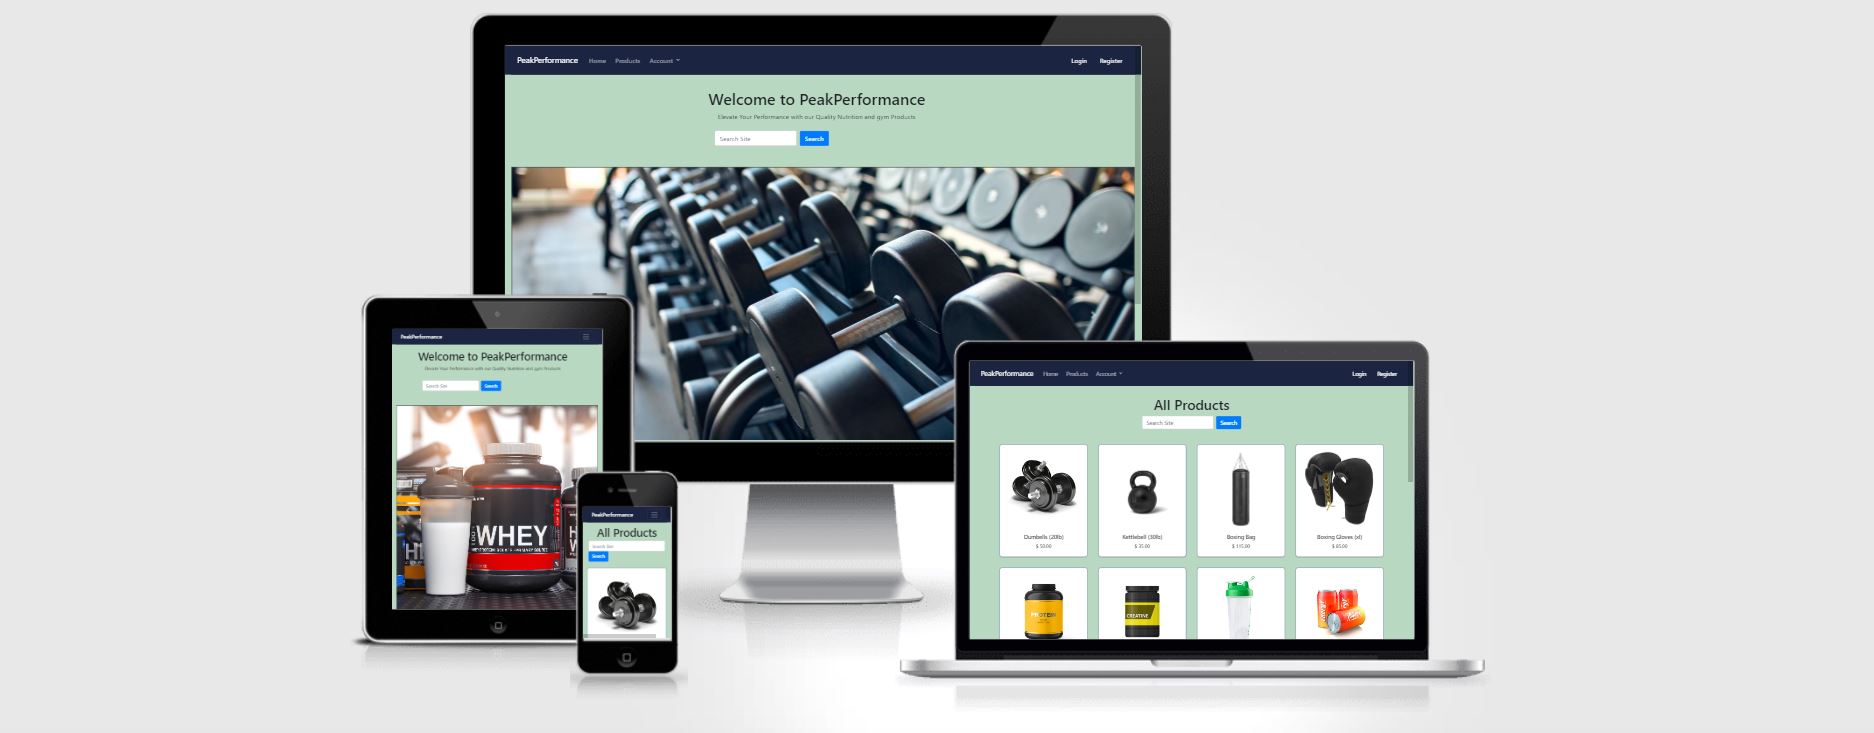 PeakPerformance Home Products Account Login Register
Welcome to PeakPerformance
Elevate Your Performance with our Quality Nutrition and gym Products
Search Site Search
PeakPerformance
Welcome to PeakPerformance
Elevate Your Performance with our Quality Nutrition and gym Products
Search Site Search
WHEY
PeakPerformance
All Products
Search Site
Search
PeakPerformance Home Products Account Login Register
All Products
Search Site Search
Dumbells (20lb) Kettlebell (30lb) Boxing Bag Boxing Gloves (xl)
$ 50.00 $ 35.00 $ 115.00 $ 65.00
PROTEIN
CREATINE